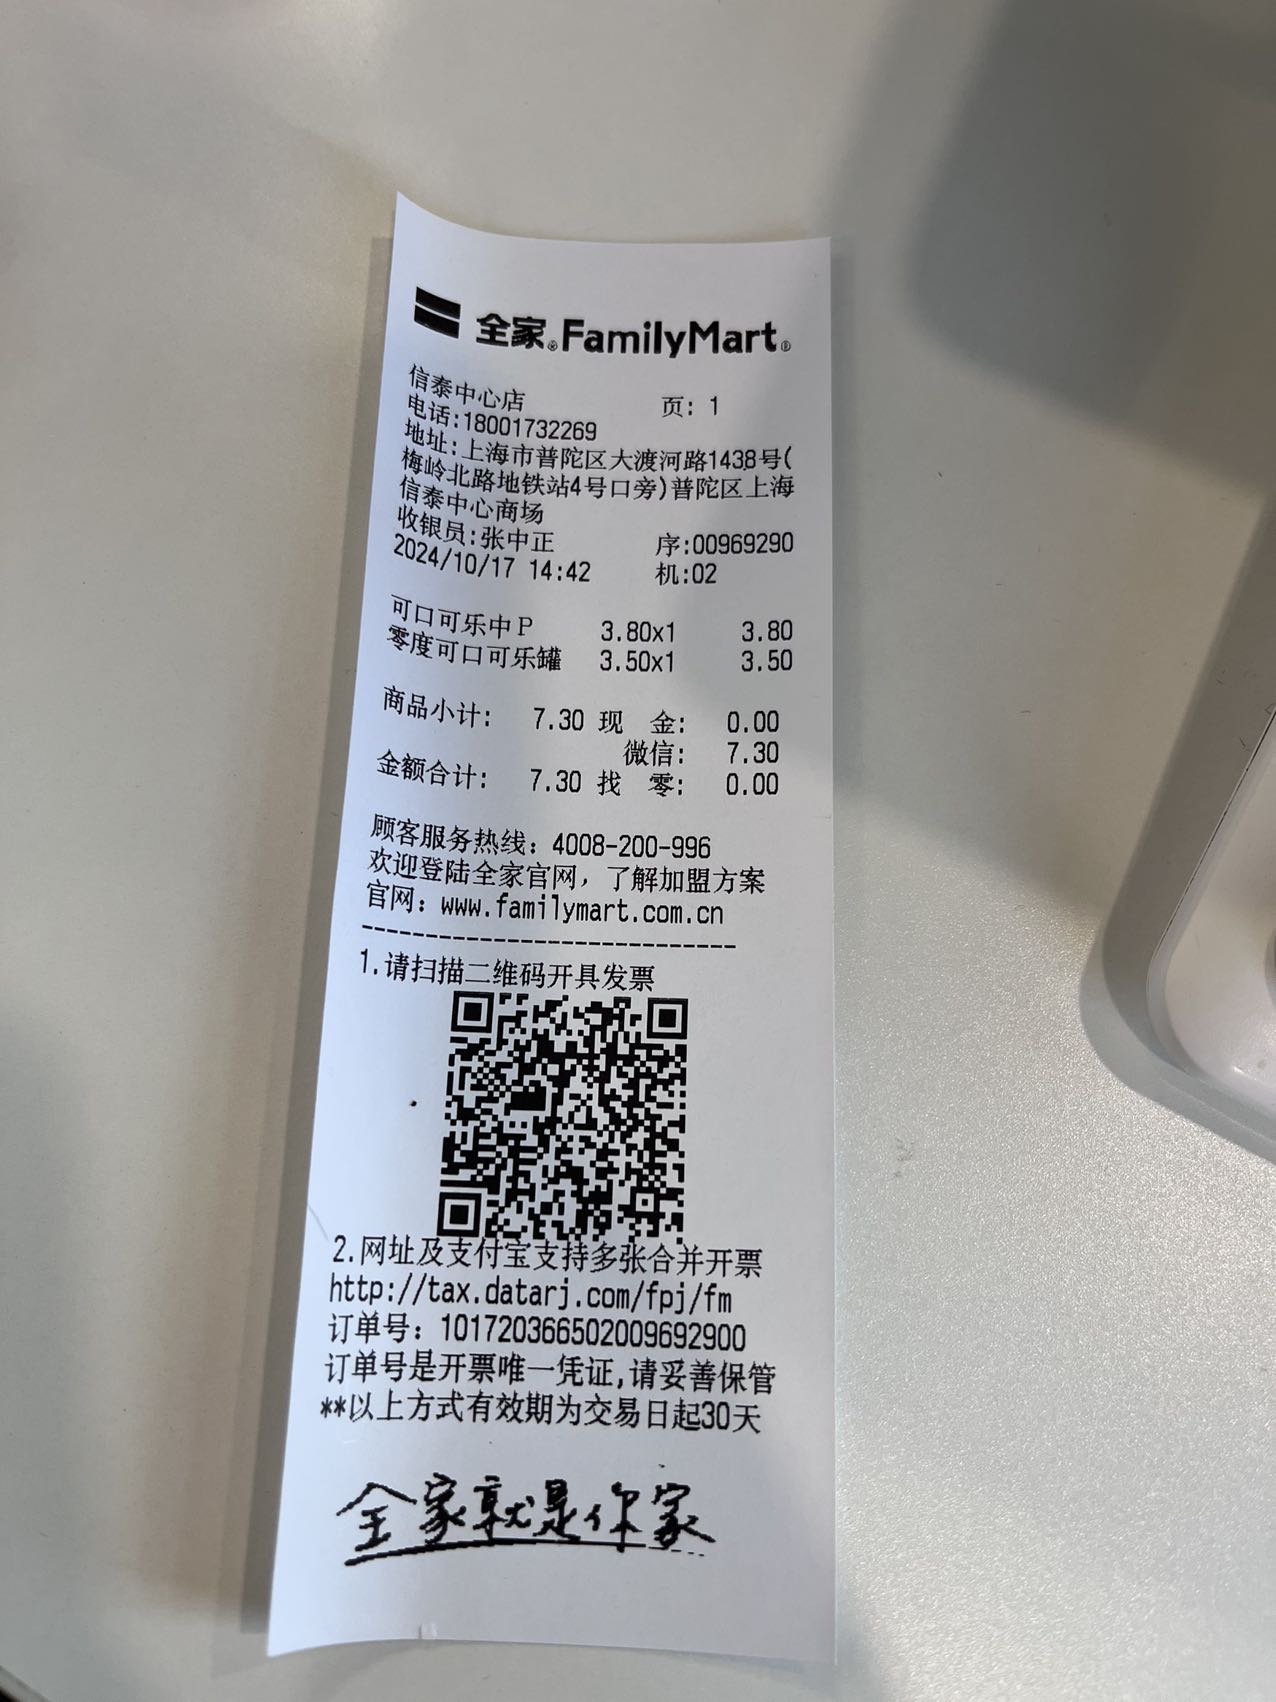 全家® FamilyMart®
信泰中心店 页: 1
电话:18001732269
地址:上海市普陀区大渡河路1438号(
梅岭北路地铁站4号口旁)普陀区上海
信泰中心商场
收银员:张中正 序:00969290
2024/10/17 14:42 机:02
可口可乐中P 3.80x1 3.80
零度可口可乐罐 3.50x1 3.50
商品小计: 7.30 现 金: 0.00
微信: 7.30
金额合计: 7.30 找 零: 0.00
顾客服务热线: 4008-200-996
欢迎登陆全家官网，了解加盟方案
官网: www.familymart.com.cn
-----------------------------
1.请扫描二维码开具发票
2.网址及支付宝支持多张合并开票
http://tax.datarj.com/fpj/fm
订单号: 101720366502009692900
订单号是开票唯一凭证,请妥善保管
**以上方式有效期为交易日起30天
全家就是你家